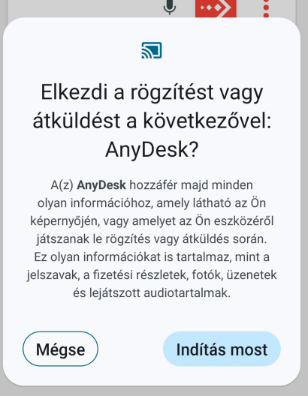 Elkezdi a rögzítést vagy
átküldést a következővel:
AnyDesk?
A(z) AnyDesk hozzáfér majd minden
olyan információhoz, amely látható az Ön
képernyőjén, vagy amelyet az Ön eszközéről
játszanak le rögzítés vagy átküldés során.
Ez olyan információkat is tartalmaz, mint a
jelszavak, a fizetési részletek, fotók, üzenetek
és lejátszott audiotartalmak.
Mégse
Indítás most